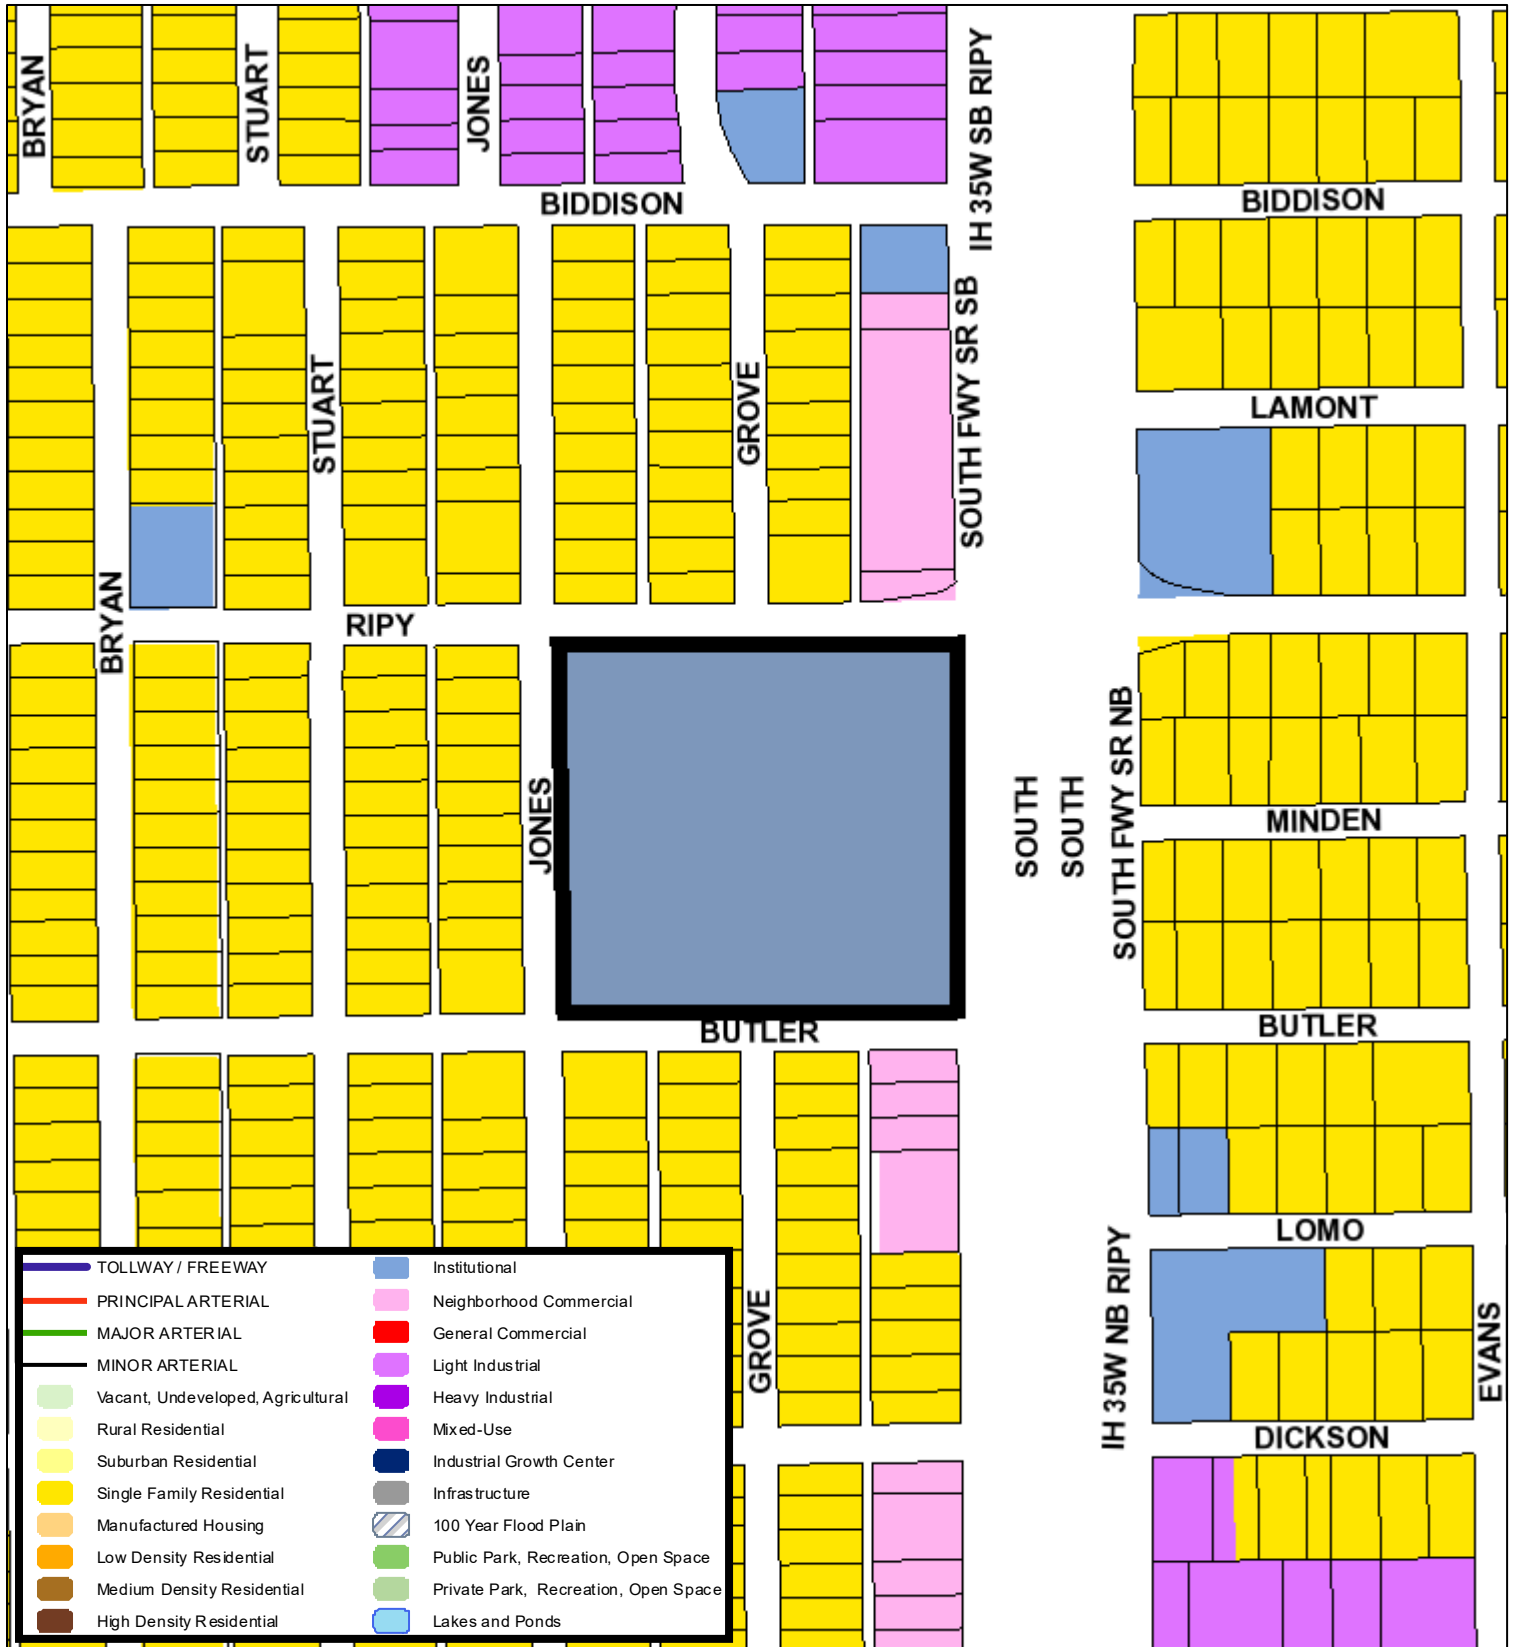 BRYAN
STUART
JONES
IH 35W SB RIPY
BIDDISON
BIDDISON
STUART
GROVE
SOUTH FWY SR SB
LAMONT
BRYAN
RIPY
JONES
SOUTH
SOUTH
SOUTH FWY SR NB
MINDEN
BUTLER
BUTLER
LOMO
IH 35W NB RIPY
GROVE
EVANS
DICKSON
TOLLWAY / FREEWAY
PRINCIPAL ARTERIAL
MAJOR ARTERIAL
MINOR ARTERIAL
Vacant, Undeveloped, Agricultural
Rural Residential
Suburban Residential
Single Family Residential
Manufactured Housing
Low Density Residential
Medium Density Residential
High Density Residential
Institutional
Neighborhood Commercial
General Commercial
Light Industrial
Heavy Industrial
Mixed-Use
Industrial Growth Center
Infrastructure
100 Year Flood Plain
Public Park, Recreation, Open Space
Private Park, Recreation, Open Space
Lakes and Ponds